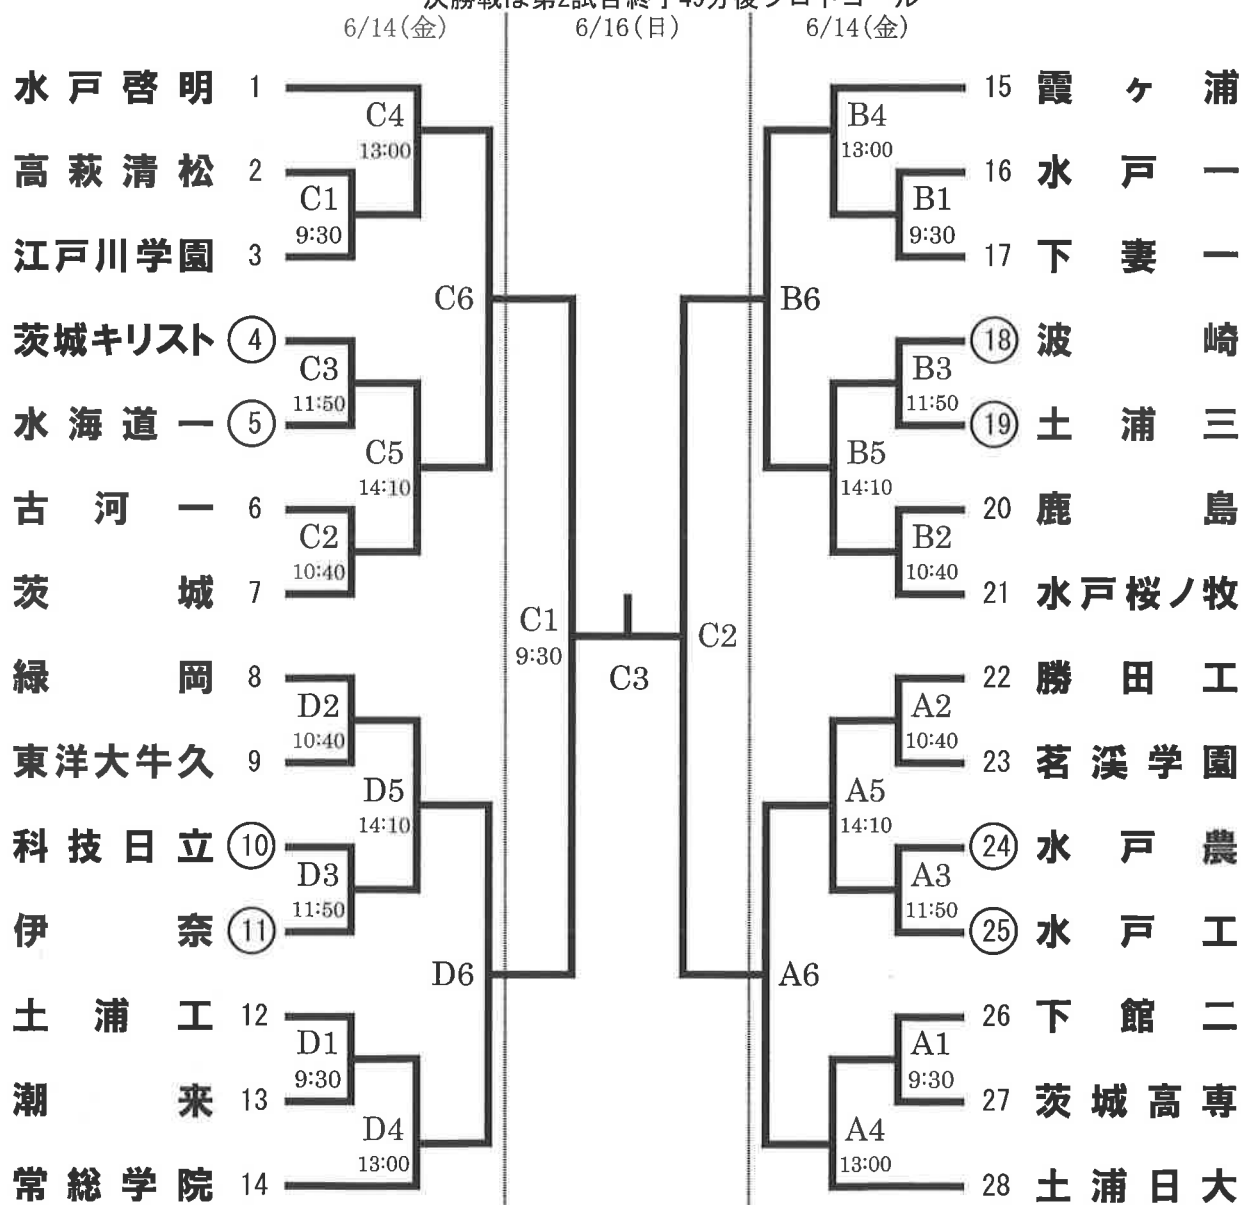 6/14(金) 6/16(日) 6/14(金)
水戸啓明 1
C4
13:00
高萩清松 2
C1
9:30
江戸川学園 3
C6
茨城キリスト 4
C3
11:50
水海道一 5
C5
14:10
古河一 6
C2
10:40
茨城 7
緑岡 8
D2
10:40
東洋大牛久 9
D5
14:10
科技日立 10
D3
11:50
伊奈 11
D6
土浦工 12
D1
9:30
潮来 13
D4
13:00
常総学院 14
C1
9:30
C3
C2
15 霞ヶ浦
B4
13:00
16 水戸一
B1
9:30
17 下妻一
B6
18 波崎
B3
11:50
19 土浦三
B5
14:10
20 鹿島
B2
10:40
21 水戸桜ノ牧
22 勝田工
A2
10:40
23 茗溪学園
A5
14:10
24 水戸農
A3
11:50
25 水戸工
A6
26 下館二
A1
9:30
27 茨城高専
A4
13:00
28 土浦日大